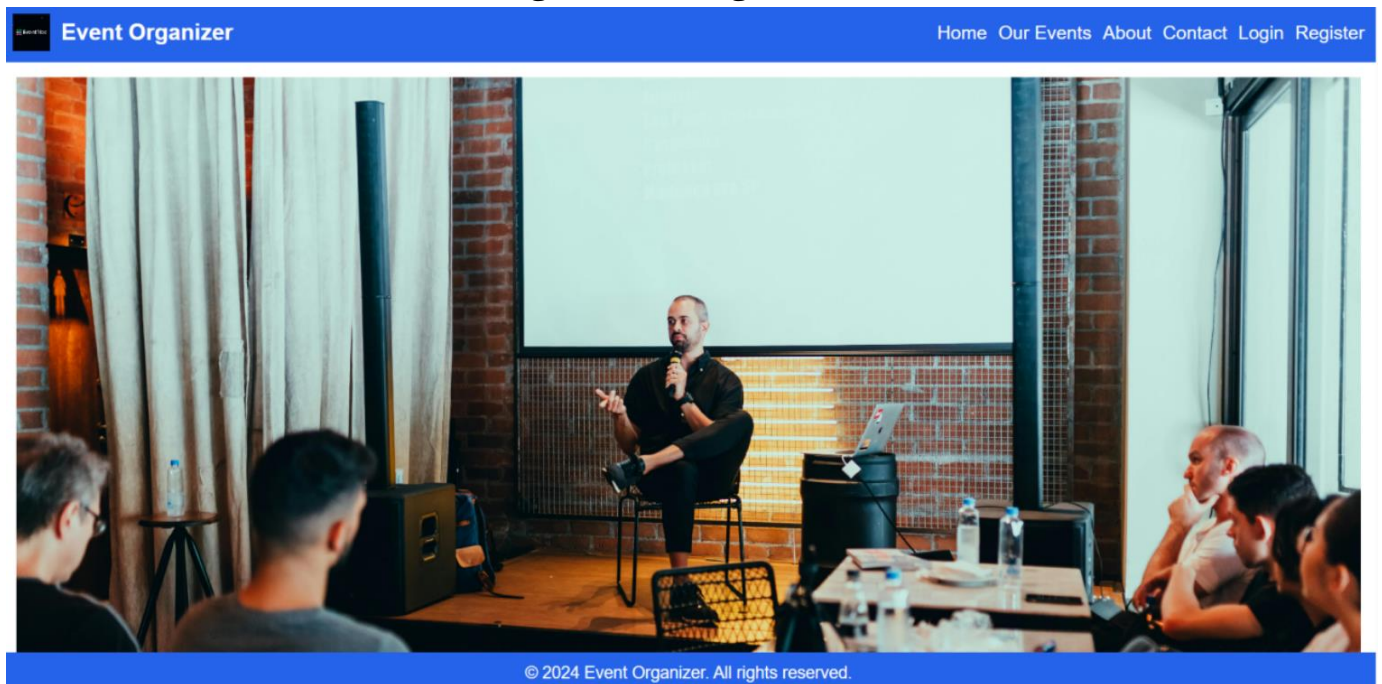 Event Organizer
Home Our Events About Contact Login Register
© 2024 Event Organizer. All rights reserved.